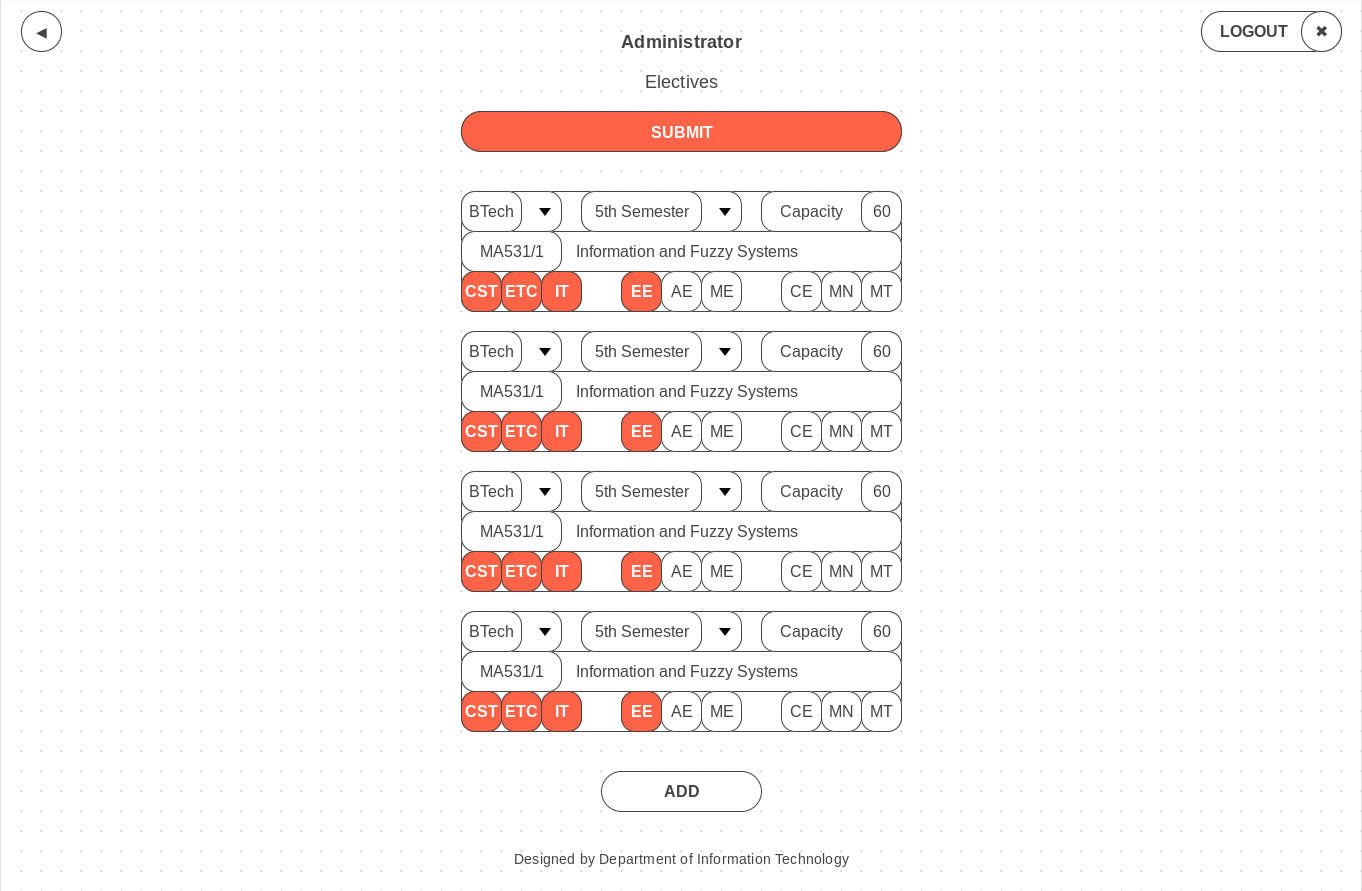 ◀
LOGOUT ✖
Administrator
Electives
SUBMIT
BTech ▼ 5th Semester ▼ Capacity 60
MA531/1 Information and Fuzzy Systems
CST ETC IT EE AE ME CE MN MT
BTech ▼ 5th Semester ▼ Capacity 60
MA531/1 Information and Fuzzy Systems
CST ETC IT EE AE ME CE MN MT
BTech ▼ 5th Semester ▼ Capacity 60
MA531/1 Information and Fuzzy Systems
CST ETC IT EE AE ME CE MN MT
BTech ▼ 5th Semester ▼ Capacity 60
MA531/1 Information and Fuzzy Systems
CST ETC IT EE AE ME CE MN MT
ADD
Designed by Department of Information Technology